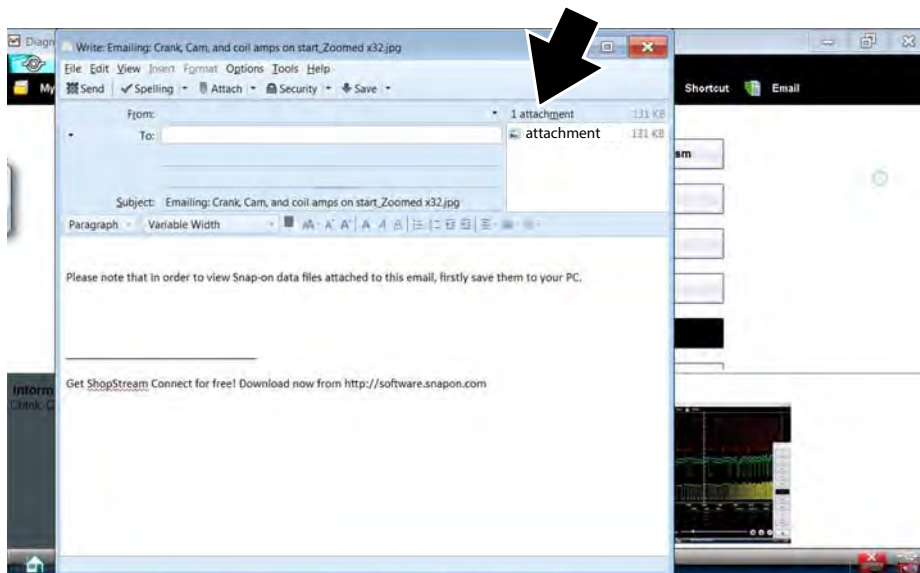 Diagn
Write: Emailing: Crank, Cam, and coil amps on start_Zoomed x32.jpg
File Edit View Insert Format Options Tools Help
My
Send Spelling Attach Security Save
Shortcut Email
From:
1 attachment 131 KB
To:
attachment 131 KB
sm
Subject: Emailing: Crank, Cam, and coil amps on start_Zoomed x32.jpg
Paragraph Variable Width
Please note that in order to view Snap-on data files attached to this email, firstly save them to your PC.
Get ShopStream Connect for free! Download now from http://software.snapon.com
Inform
Crank, C